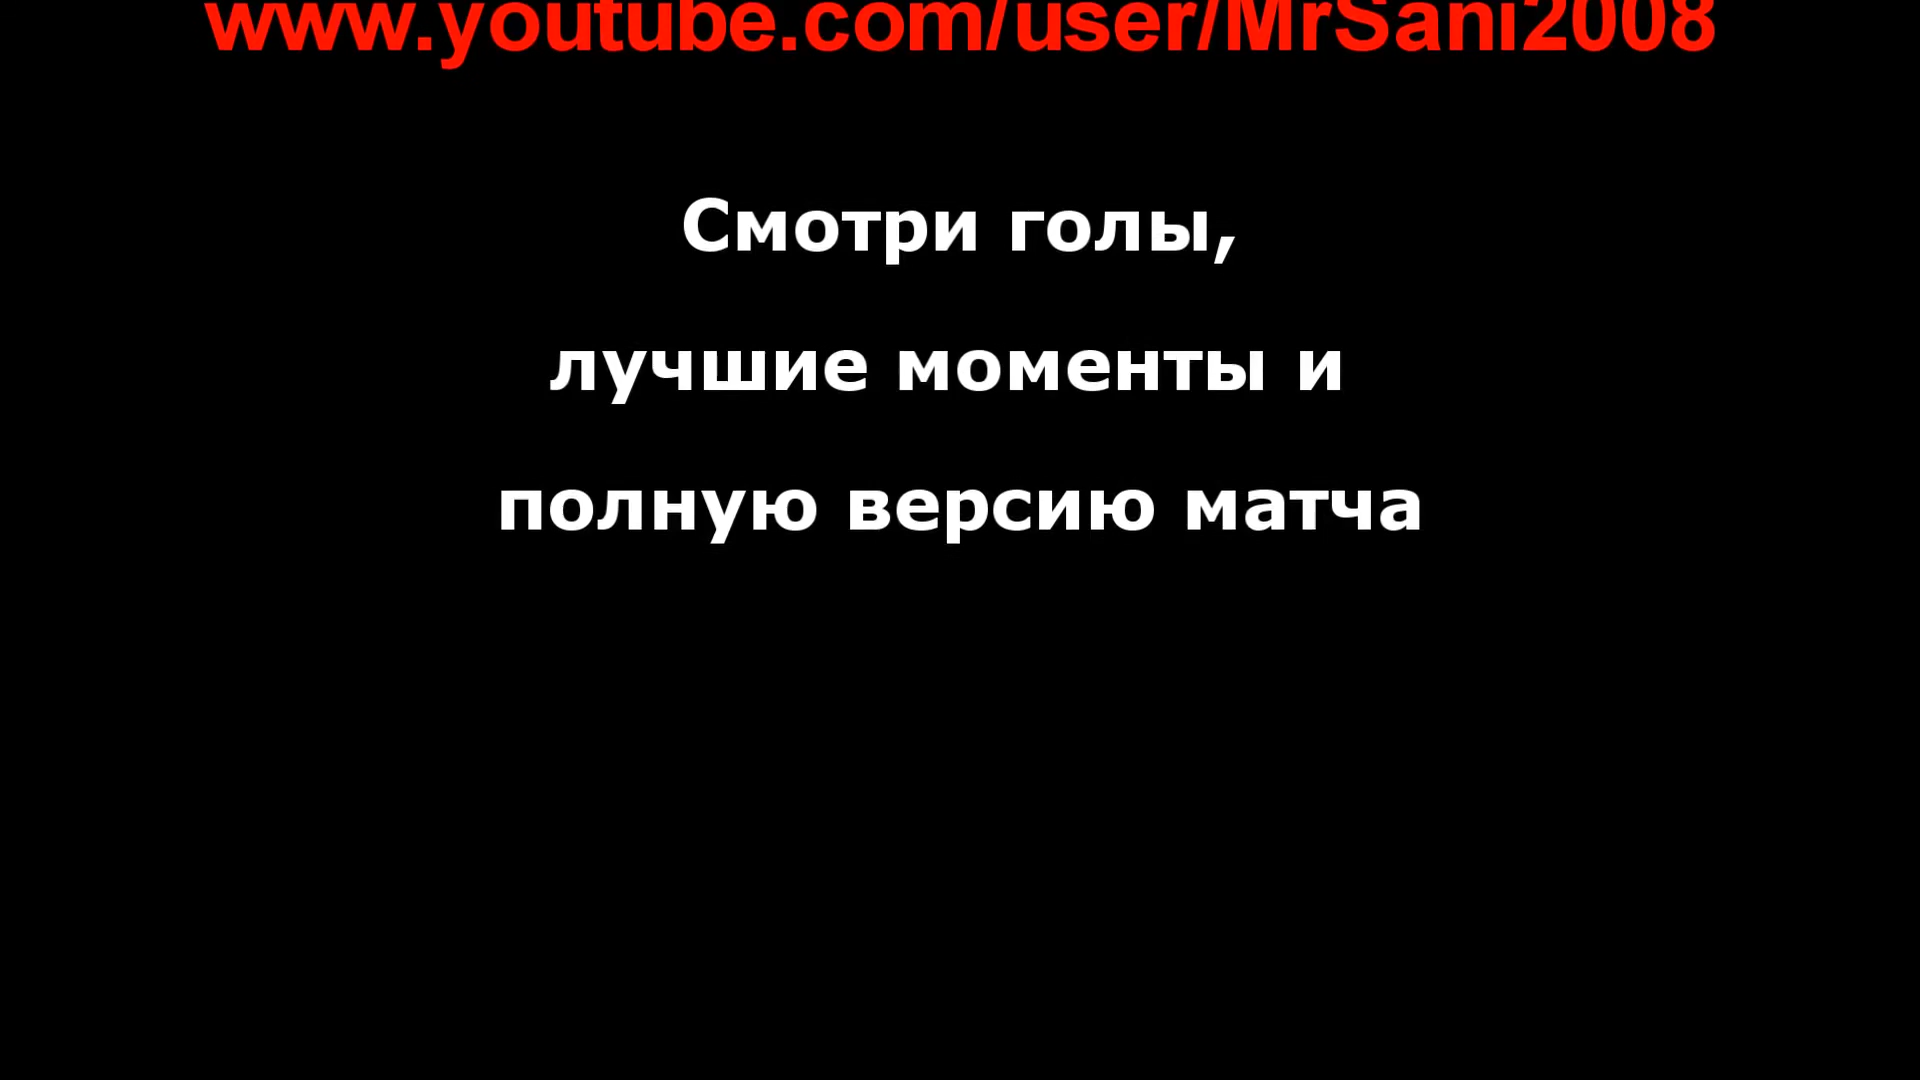 www.youtube.com/user/MrSani2008
Смотри голы,
лучшие моменты и
полную версию матча